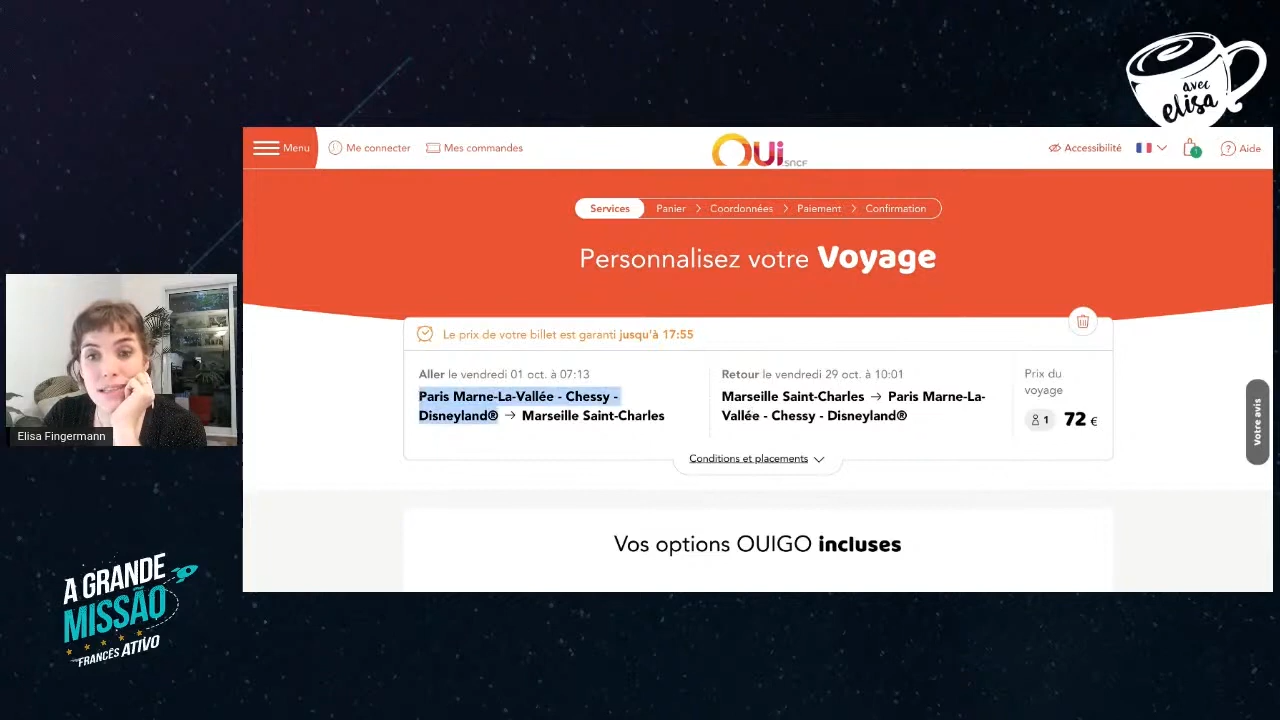 avec
elisa
Menu
Me connecter
Mes commandes
OUi
SNCF
Accessibilité
1
Aide
Services
Panier
Coordonnées
Paiement
Confirmation
Personnalisez votre Voyage
Le prix de votre billet est garanti jusqu'à 17:55
Aller le vendredi 01 oct. à 07:13
Paris Marne-La-Vallée - Chessy -
Disneyland® → Marseille Saint-Charles
Retour le vendredi 29 oct. à 10:01
Marseille Saint-Charles → Paris Marne-La-
Vallée - Chessy - Disneyland®
Prix du
voyage
1 72 €
Conditions et placements
Votre avis
Vos options OUIGO incluses
Elisa Fingermann
A GRANDE
MISSÃO
FRANCÊS ATIVO